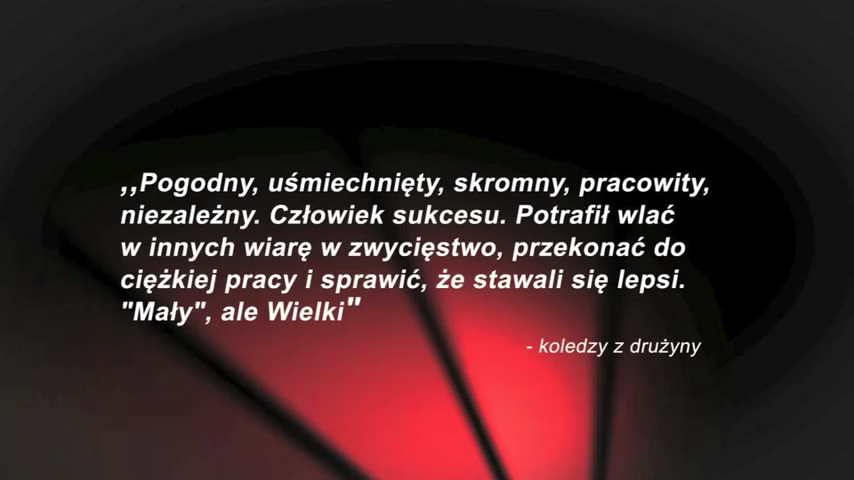 ,,Pogodny, uśmiechnięty, skromny, pracowity,
niezależny. Człowiek sukcesu. Potrafił wlać
w innych wiarę w zwycięstwo, przekonać do
ciężkiej pracy i sprawić, że stawali się lepsi.
"Mały", ale Wielki"
- koledzy z drużyny